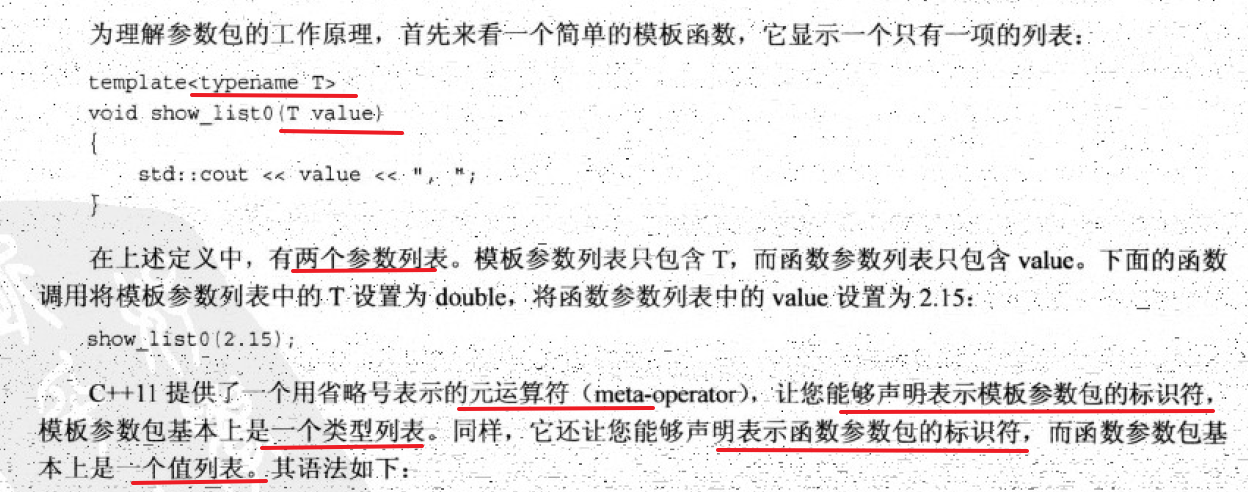 为理解参数包的工作原理，首先来看一个简单的模板函数，它显示一个只有一项的列表：
template<typename T>
void show_list0(T value)
{
std::cout << value << ", ";
}
在上述定义中，有两个参数列表。模板参数列表只包含 T，而函数参数列表只包含 value。下面的函数
调用将模板参数列表中的 T 设置为 double，将函数参数列表中的 value 设置为 2.15：
show_list0(2.15);
C++11 提供了一个用省略号表示的元运算符（meta-operator），让您能够声明表示模板参数包的标识符，
模板参数包基本上是一个类型列表。同样，它还让您能够声明表示函数参数包的标识符，而函数参数包基
本上是一个值列表。其语法如下：